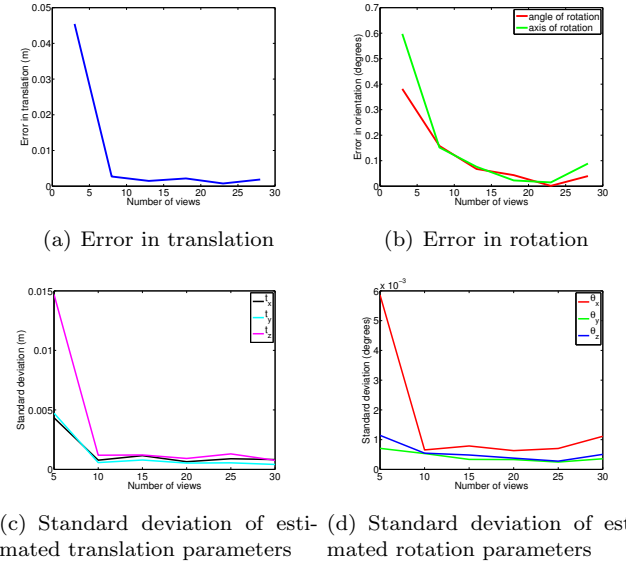 0.05
0.04
0.03
0.02
0.01
0
Error in translation (m)
0 5 10 15 20 25 30
Number of views
(a) Error in translation
0.7
0.6
0.5
0.4
0.3
0.2
0.1
0
Error in orientation (degrees)
angle of rotation
axis of rotation
0 5 10 15 20 25 30
Number of views
(b) Error in rotation
0.015
0.01
0.005
0
Standard deviation (m)
t_x
t_y
t_z
5 10 15 20 25 30
Number of views
(c) Standard deviation of esti-
mated translation parameters
x 10^-3
6
5
4
3
2
1
0
Standard deviation (degrees)
θ_x
θ_y
θ_z
5 10 15 20 25 30
Number of views
(d) Standard deviation of est
mated rotation parameters